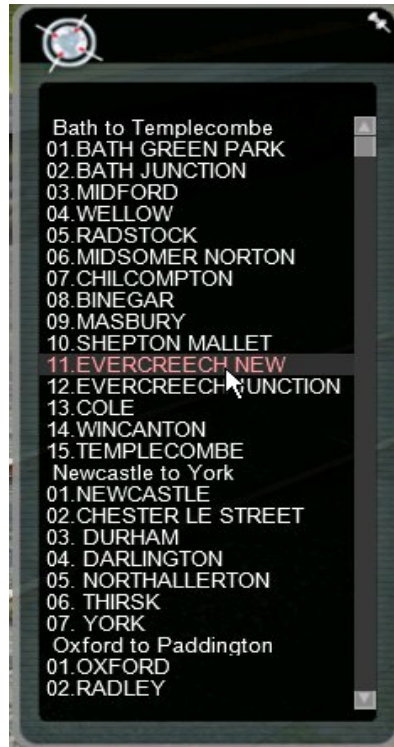 Bath to Templecombe
01.BATH GREEN PARK
02.BATH JUNCTION
03.MIDFORD
04.WELLOW
05.RADSTOCK
06.MIDSOMER NORTON
07.CHILCOMPTON
08.BINEGAR
09.MASBURY
10.SHEPTON MALLET
11.EVERCREECH NEW
12.EVERCREECH JUNCTION
13.COLE
14.WINCANTON
15.TEMPLECOMBE
Newcastle to York
01.NEWCASTLE
02.CHESTER LE STREET
03. DURHAM
04. DARLINGTON
05. NORTHALLERTON
06. THIRSK
07. YORK
Oxford to Paddington
01.OXFORD
02.RADLEY